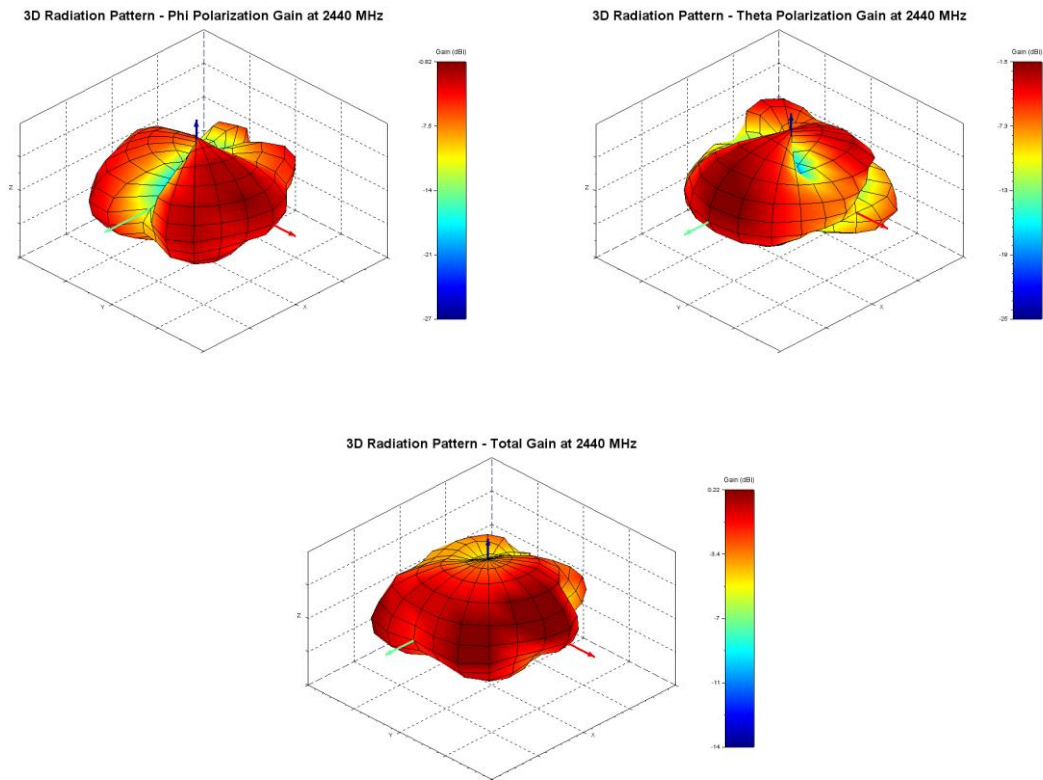 3D Radiation Pattern - Phi Polarization Gain at 2440 MHz
Gain (dBi)
-0.82
-7.5
-14
-21
-27
Z
Y
X
3D Radiation Pattern - Theta Polarization Gain at 2440 MHz
Gain (dBi)
-7.3
-13
-19
-25
Z
Y
X
3D Radiation Pattern - Total Gain at 2440 MHz
Gain (dBi)
0.22
-3.4
-7
-11
-14
Z
Y
X